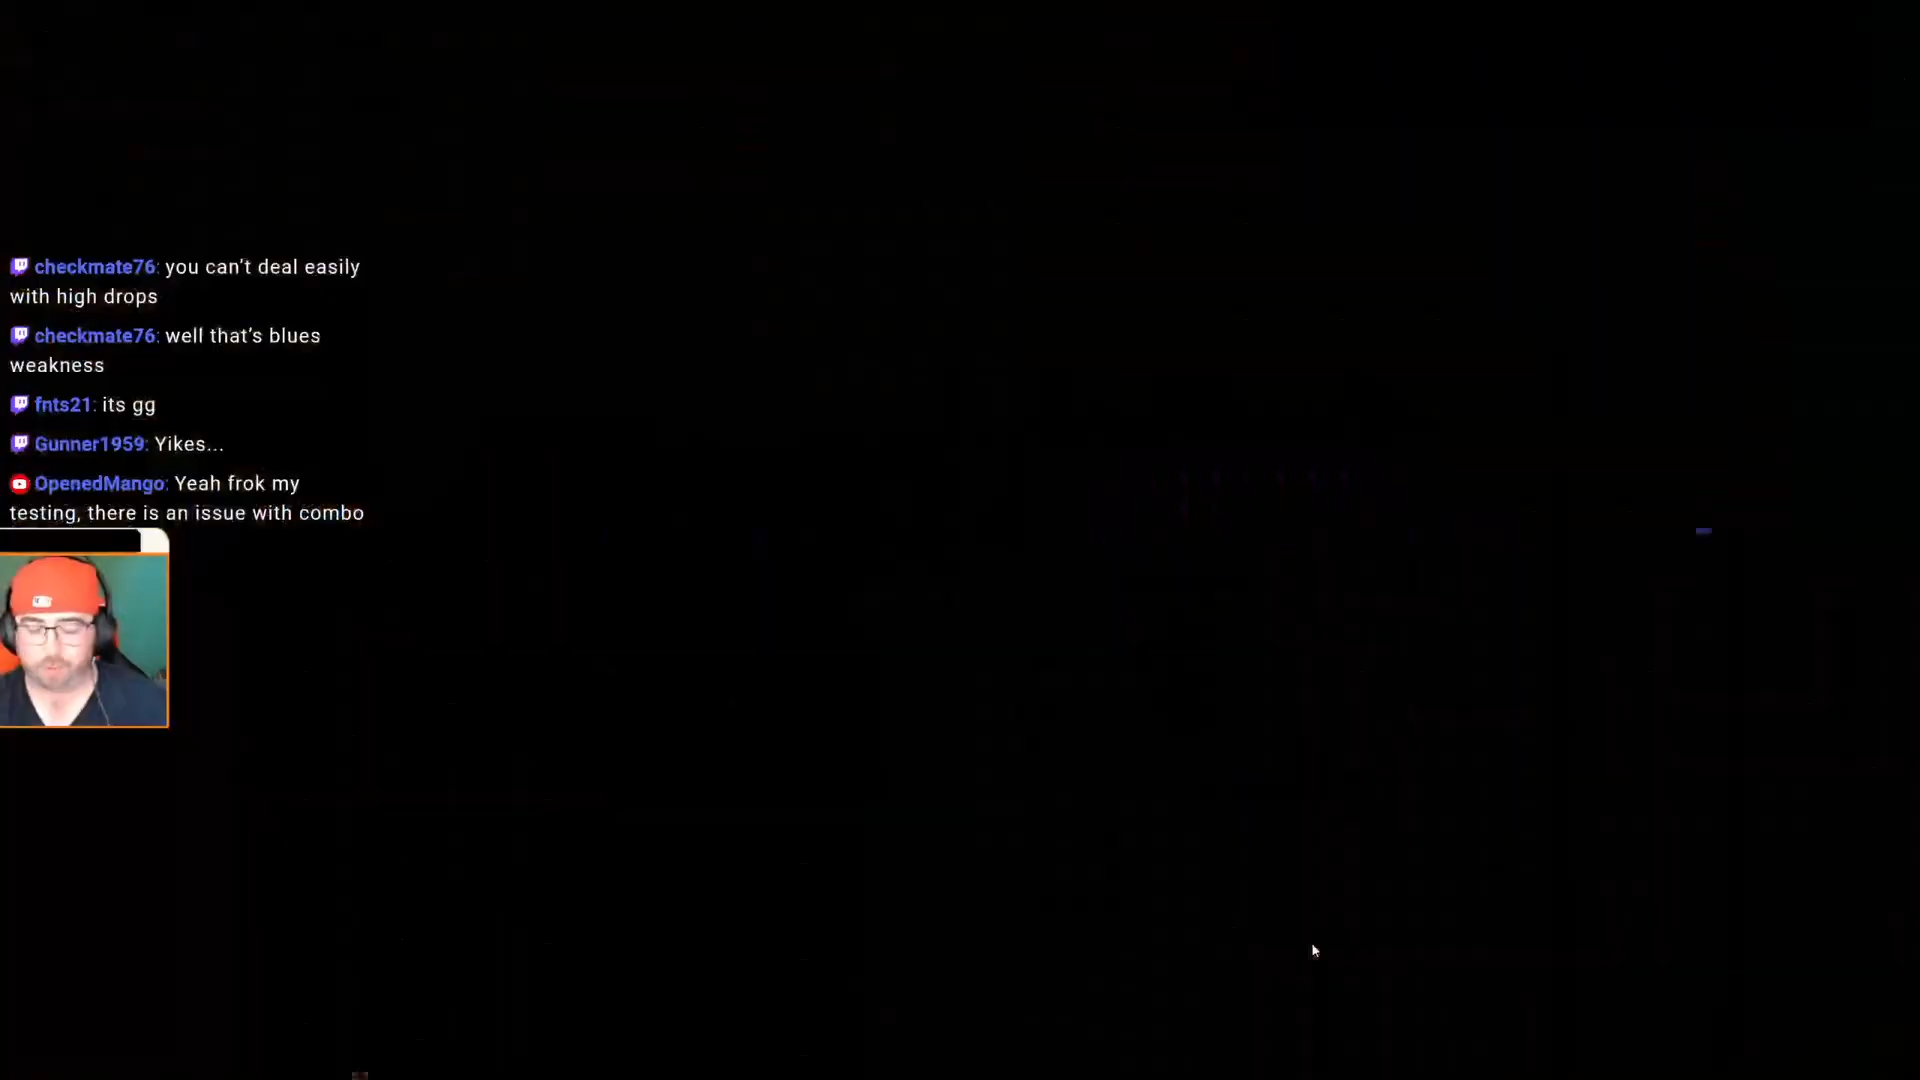 checkmate76: you can’t deal easily
with high drops
checkmate76: well that’s blues
weakness
fnts21: its gg
Gunner1959: Yikes...
OpenedMango: Yeah frok my
testing, there is an issue with combo